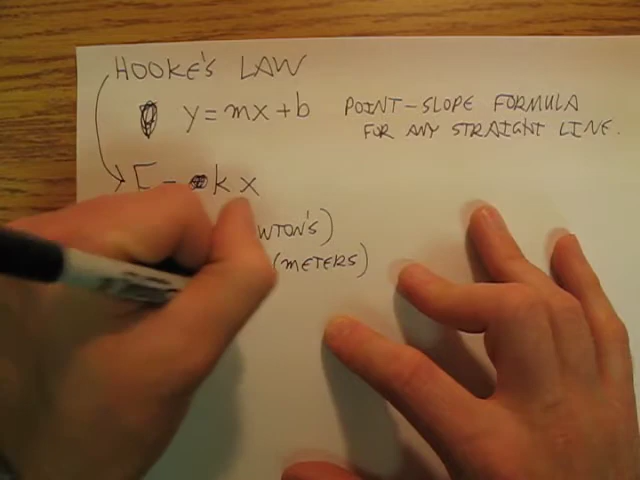 HOOKE'S LAW
y = mx + b POINT-SLOPE FORMULA
FOR ANY STRAIGHT LINE.
kx
(METERS)